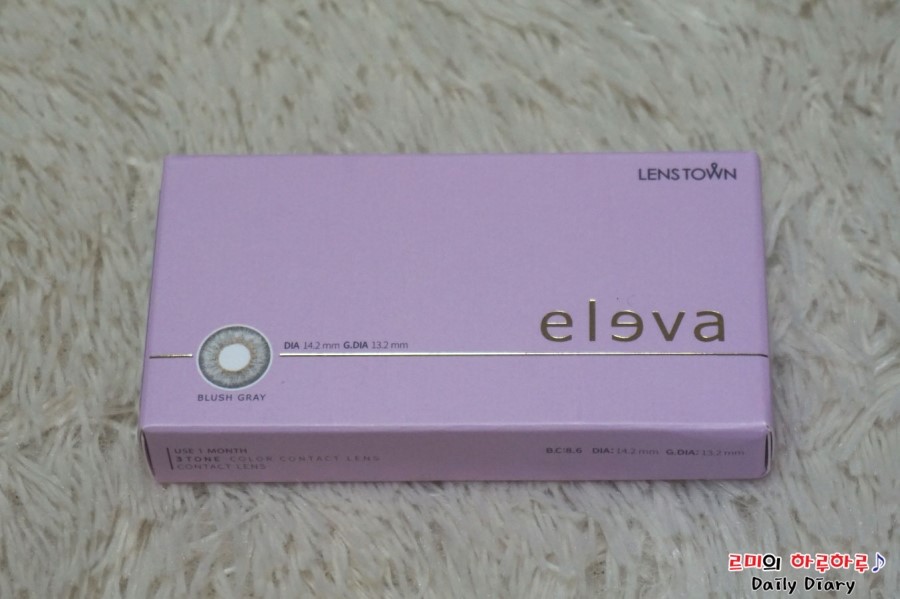 LENSTOWN
eleva
DIA 14.2 mm G.DIA 13.2 mm
BLUSH GRAY
USE 1 MONTH
3 TONE COLOR CONTACT LENS
CONTACT LENS
B.C:8.6 DIA: 14.2 mm G.DIA: 13.2 mm
르미의 하루하루♪
Daily Diary